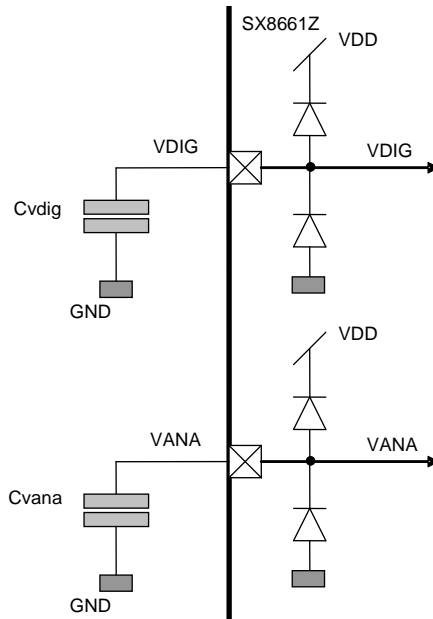 SX8661Z
VDD
VDIG
VDIG
Cvdig
GND
VDD
VANA
VANA
Cvana
GND